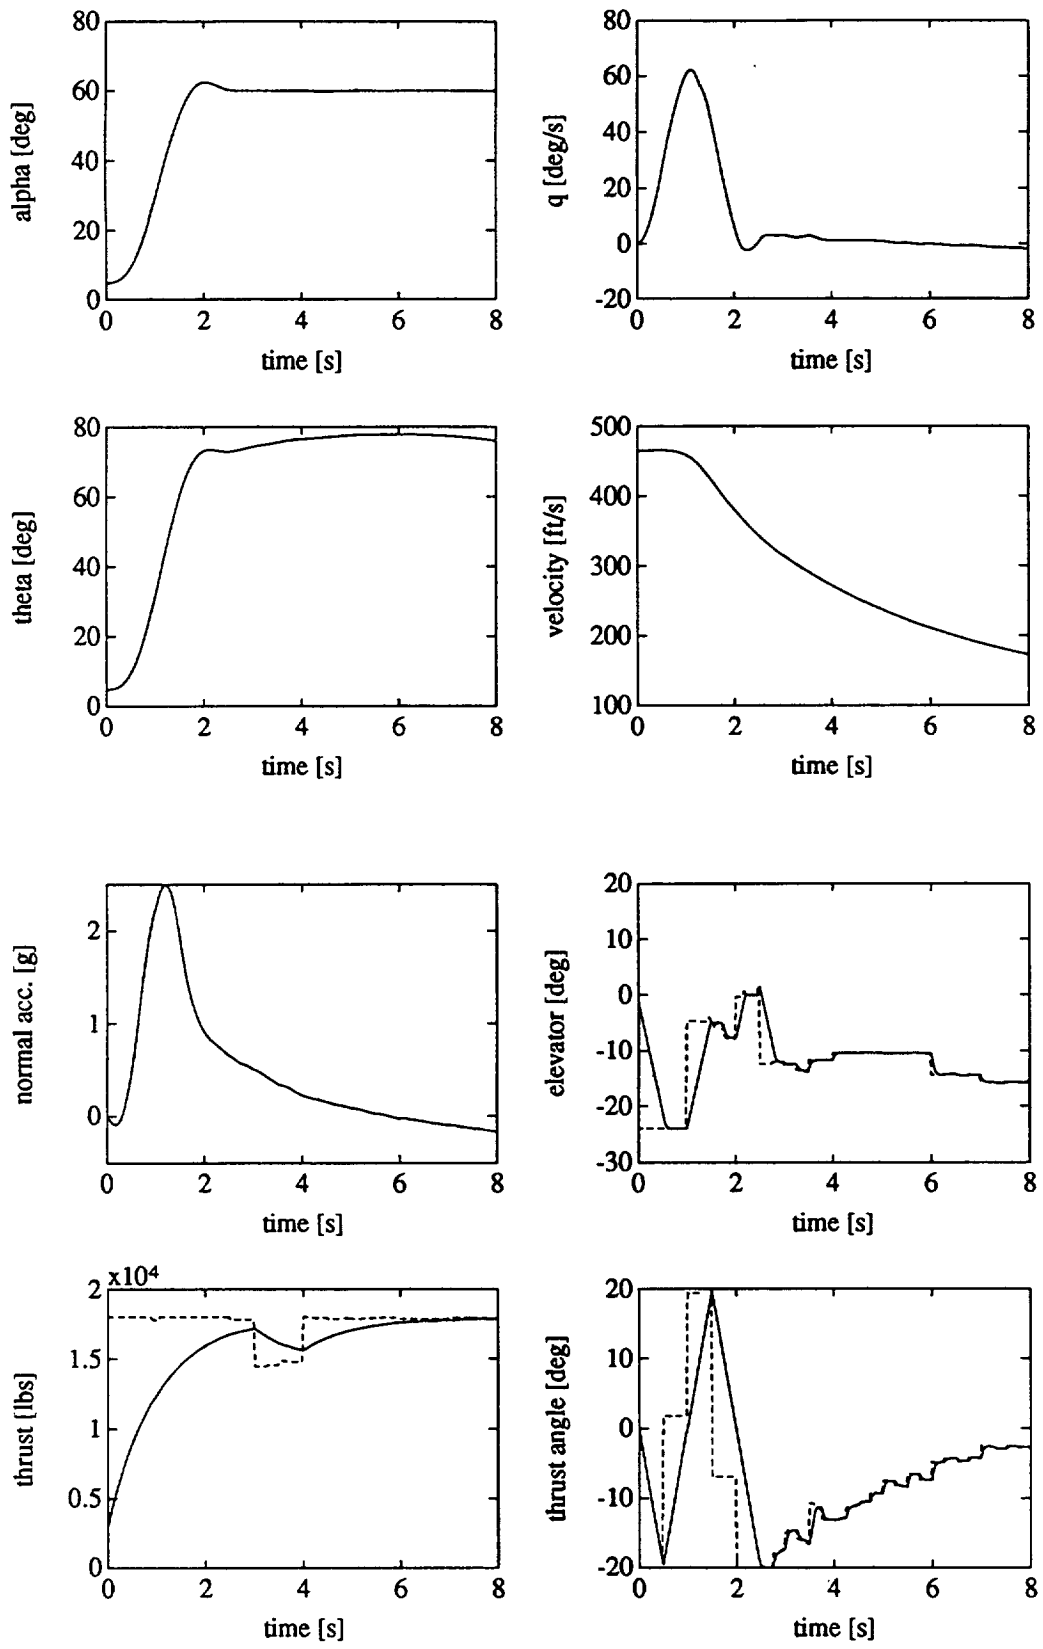 80
60
40
20
0
alpha [deg]
0 2 4 6 8
time [s]
80
60
40
20
0
-20
q [deg/s]
0 2 4 6 8
time [s]
80
60
40
20
0
theta [deg]
0 2 4 6 8
time [s]
500
400
300
200
100
velocity [ft/s]
0 2 4 6 8
time [s]
2
1
0
normal acc. [g]
0 2 4 6 8
time [s]
20
10
0
-10
-20
-30
elevator [deg]
0 2 4 6 8
time [s]
x10⁴
2
1.5
1
0.5
0
thrust [lbs]
0 2 4 6 8
time [s]
20
10
0
-10
-20
thrust angle [deg]
0 2 4 6 8
time [s]